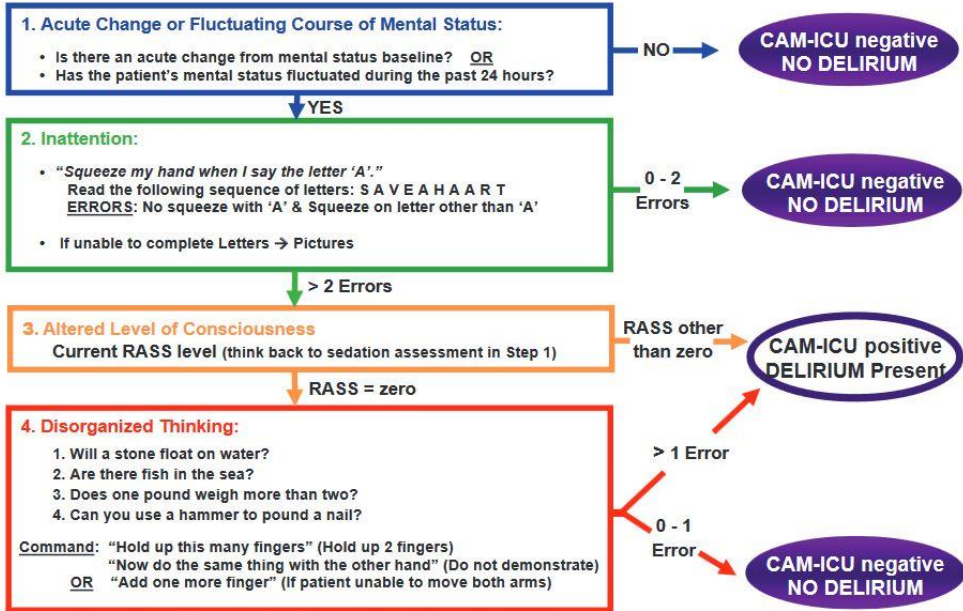 1. Acute Change or Fluctuating Course of Mental Status:
• Is there an acute change from mental status baseline? OR
• Has the patient's mental status fluctuated during the past 24 hours?
NO
CAM-ICU negative
NO DELIRIUM
YES
2. Inattention:
• "Squeeze my hand when I say the letter 'A'."
Read the following sequence of letters: S A V E A H A A R T
ERRORS: No squeeze with 'A' & Squeeze on letter other than 'A'
• If unable to complete Letters → Pictures
0 - 2
Errors
CAM-ICU negative
NO DELIRIUM
> 2 Errors
3. Altered Level of Consciousness
Current RASS level (think back to sedation assessment in Step 1)
RASS other
than zero
CAM-ICU positive
DELIRIUM Present
RASS = zero
4. Disorganized Thinking:
1. Will a stone float on water?
2. Are there fish in the sea?
3. Does one pound weigh more than two?
4. Can you use a hammer to pound a nail?
Command: "Hold up this many fingers" (Hold up 2 fingers)
"Now do the same thing with the other hand" (Do not demonstrate)
OR "Add one more finger" (If patient unable to move both arms)
> 1 Error
0 - 1
Error
CAM-ICU negative
NO DELIRIUM